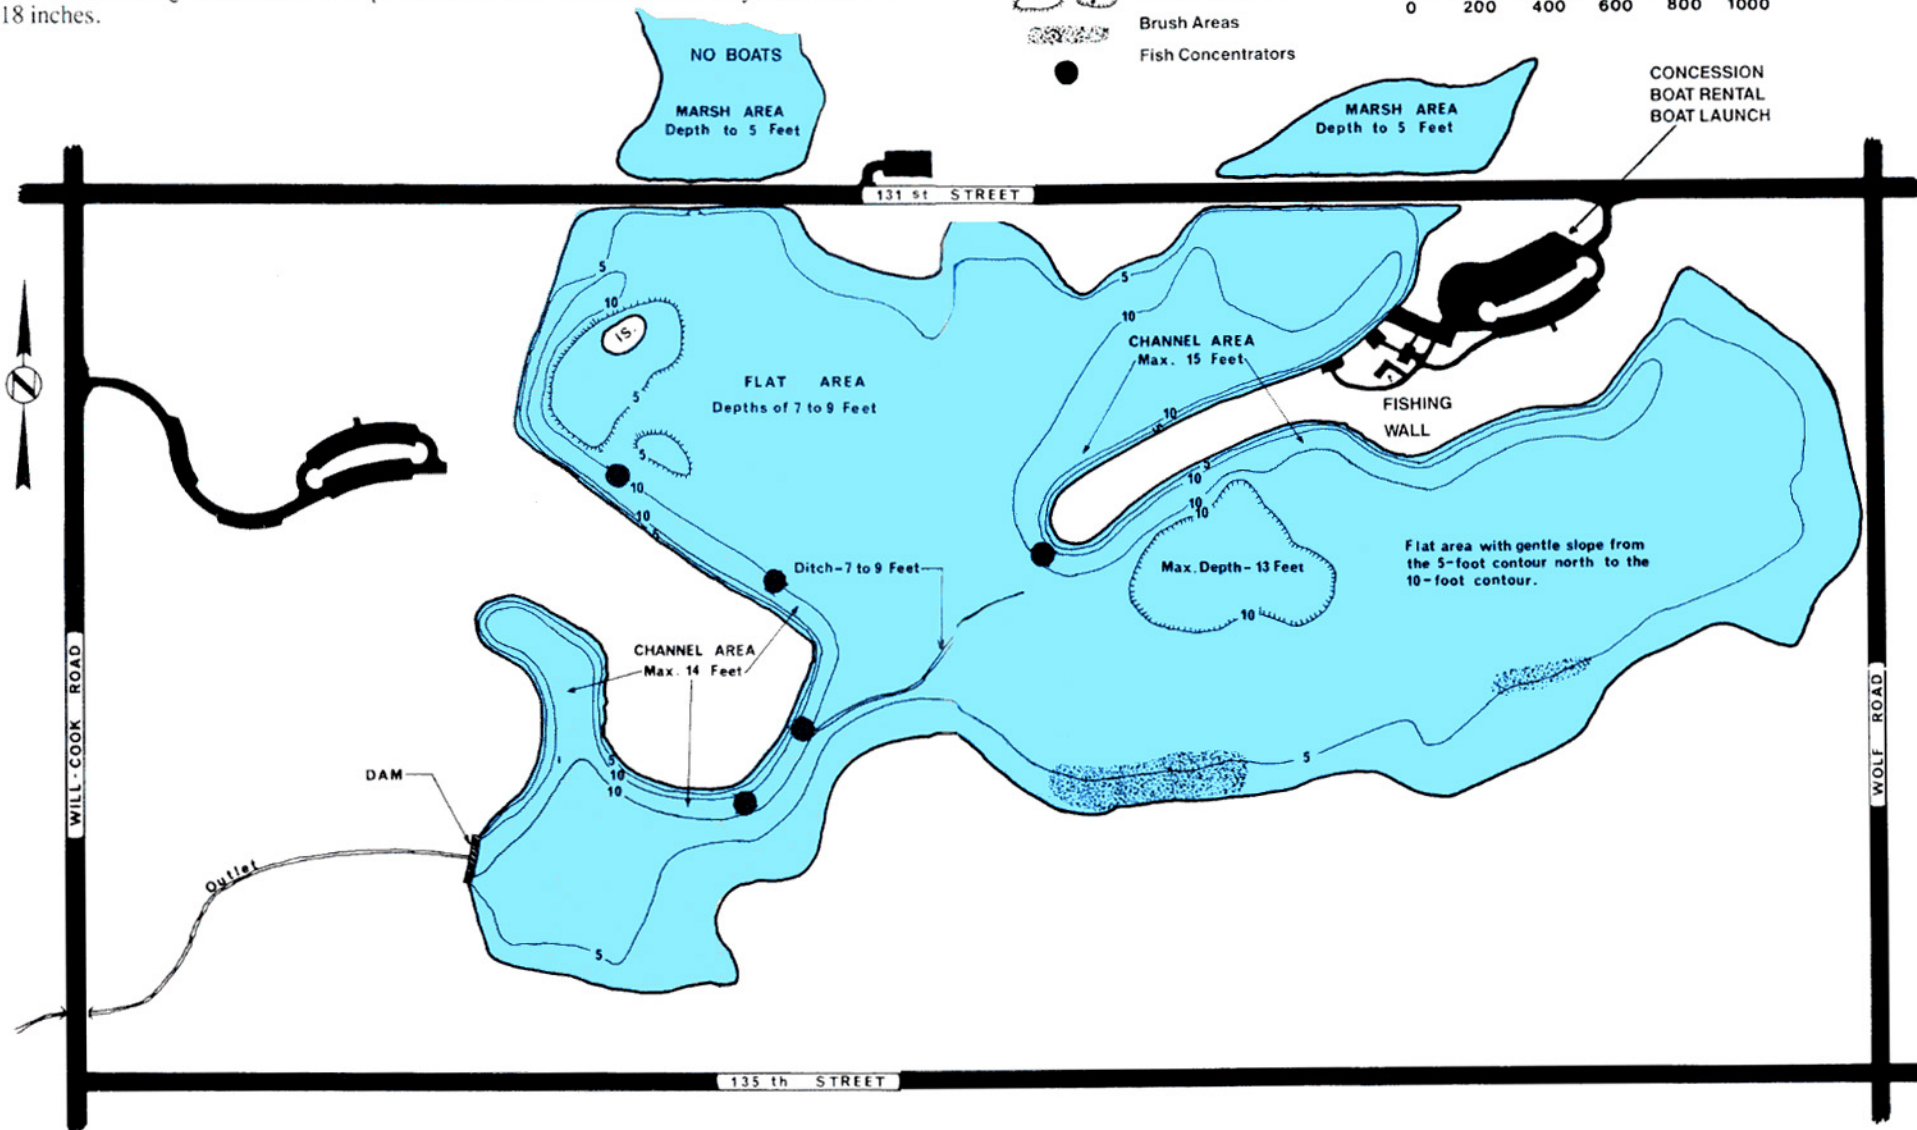 18 inches.
Brush Areas
Fish Concentrators
0 200 400 600 800 1000
NO BOATS
MARSH AREA
Depth to 5 Feet
MARSH AREA
Depth to 5 Feet
CONCESSION
BOAT RENTAL
BOAT LAUNCH
131 st STREET
5
10
IS.
5
5
10
10
5
FLAT AREA
Depths of 7 to 9 Feet
5
10
CHANNEL AREA
Max. 15 Feet
10
5
FISHING
WALL
5
10
10
10
Max. Depth-13 Feet
10
Flat area with gentle slope from
the 5-foot contour north to the
10-foot contour.
Ditch-7 to 9 Feet
CHANNEL AREA
Max. 14 Feet
5
10
10
5
5
DAM
Outlet
N
WILL-COOK ROAD
WOLF ROAD
135 th STREET